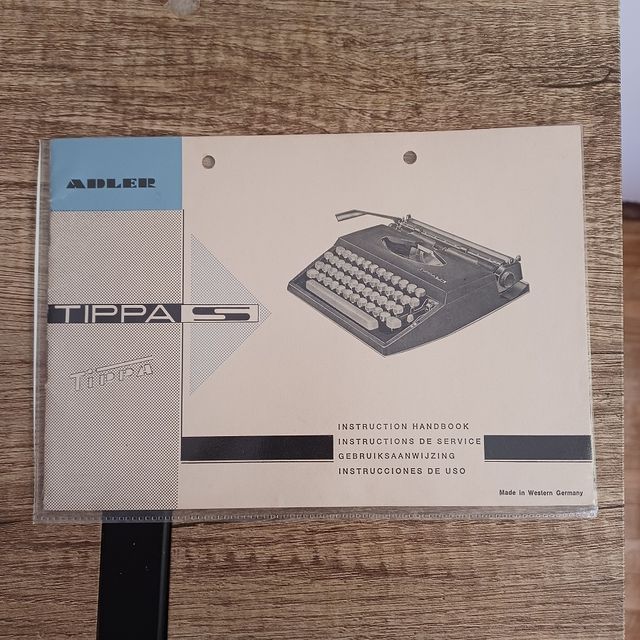 ADLER
TIPPA S
TIPPA
INSTRUCTION HANDBOOK
INSTRUCTIONS DE SERVICE
GEBRUIKSAANWIJZING
INSTRUCCIONES DE USO
Made in Western Germany